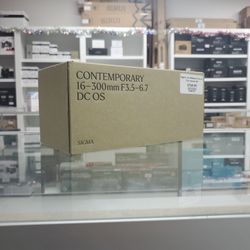 CONTEMPORARY
16–300mm F3.5–6.7
DC OS
SIGMA